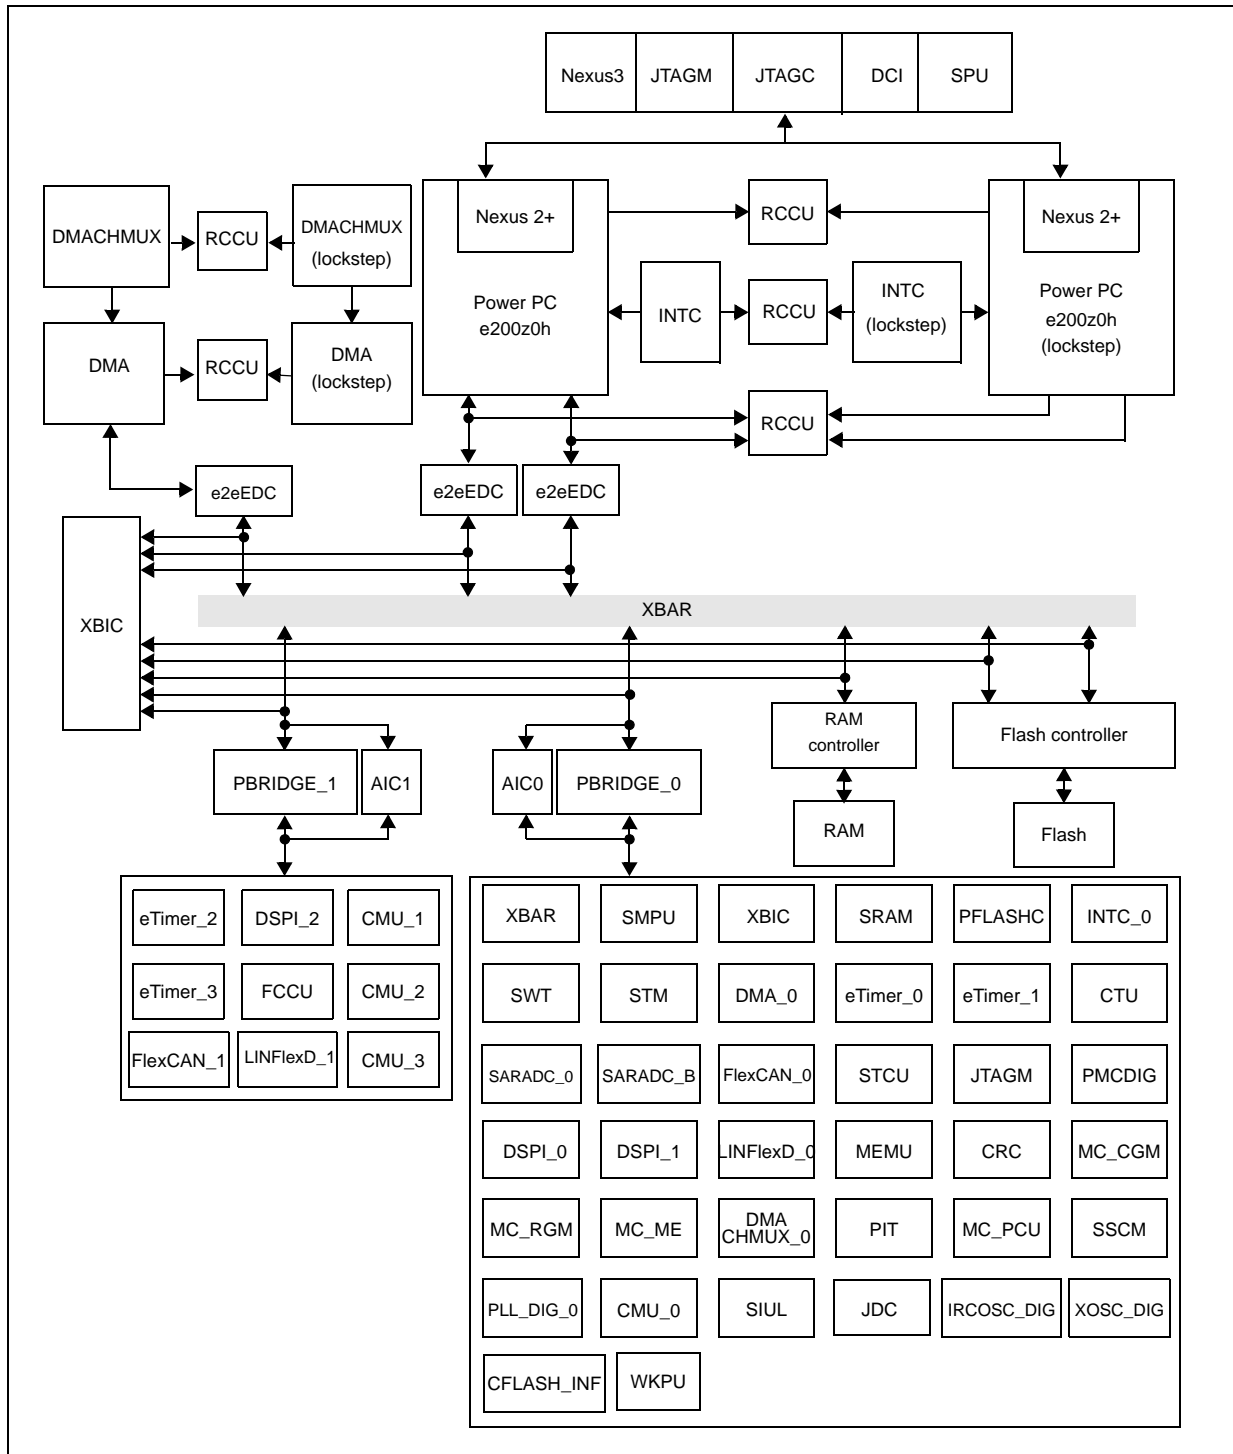 Nexus3 JTAGM JTAGC DCI SPU
DMACHMUX
RCCU
DMACHMUX
(lockstep)
Nexus 2+
RCCU
Nexus 2+
Power PC
e200z0h
INTC
RCCU
INTC
(lockstep)
Power PC
e200z0h
(lockstep)
DMA
RCCU
DMA
(lockstep)
RCCU
e2eEDC
e2eEDC
e2eEDC
XBIC
XBAR
PBRIDGE_1
AIC1
AIC0
PBRIDGE_0
RAM
controller
Flash controller
RAM
Flash
eTimer_2 DSPI_2 CMU_1
eTimer_3 FCCU CMU_2
FlexCAN_1 LINFlexD_1 CMU_3
XBAR SMPU XBIC SRAM PFLASHC INTC_0
SWT STM DMA_0 eTimer_0 eTimer_1 CTU
SARADC_0 SARADC_B FlexCAN_0 STCU JTAGM PMCDIG
DSPI_0 DSPI_1 LINFlexD_0 MEMU CRC MC_CGM
MC_RGM MC_ME
DMA
CHMUX_0
PIT MC_PCU SSCM
PLL_DIG_0 CMU_0 SIUL JDC IRCOSC_DIG XOSC_DIG
CFLASH_INF WKPU